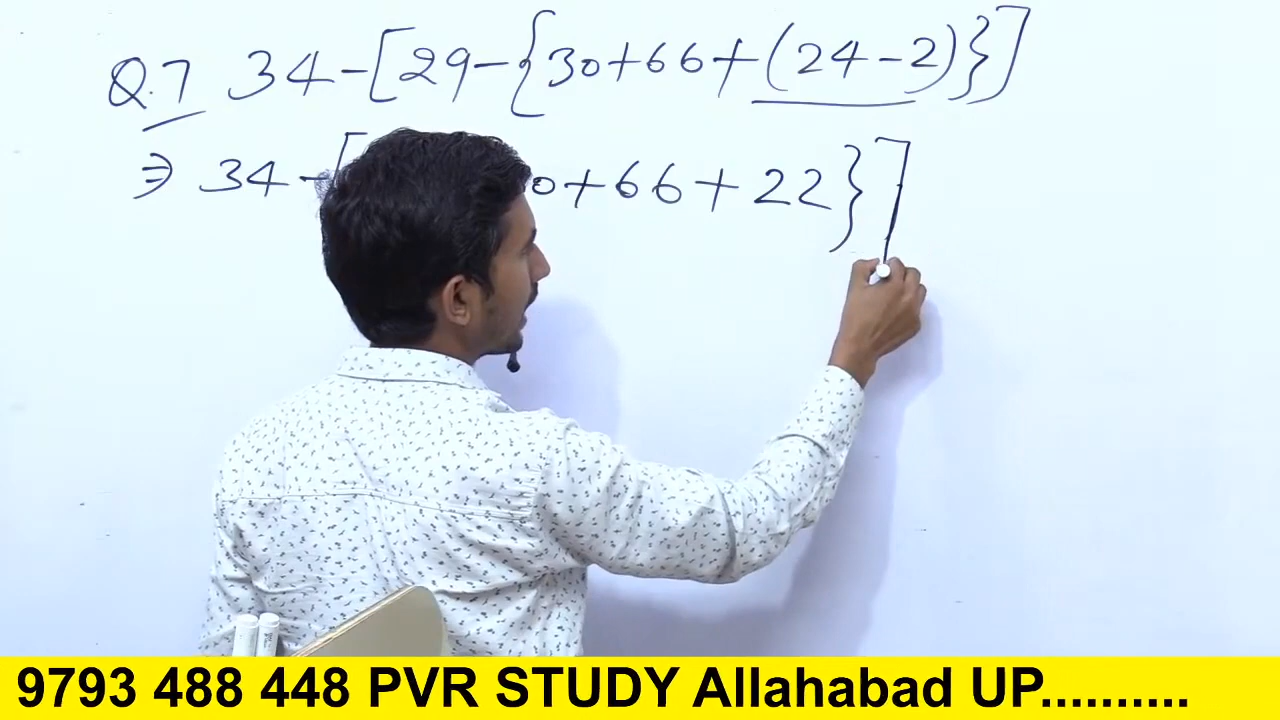 Q.7 34-[29-{30+66+(24-2)}]
⇒ 34-[ 0+66+22}]
9793 488 448 PVR STUDY Allahabad UP..........